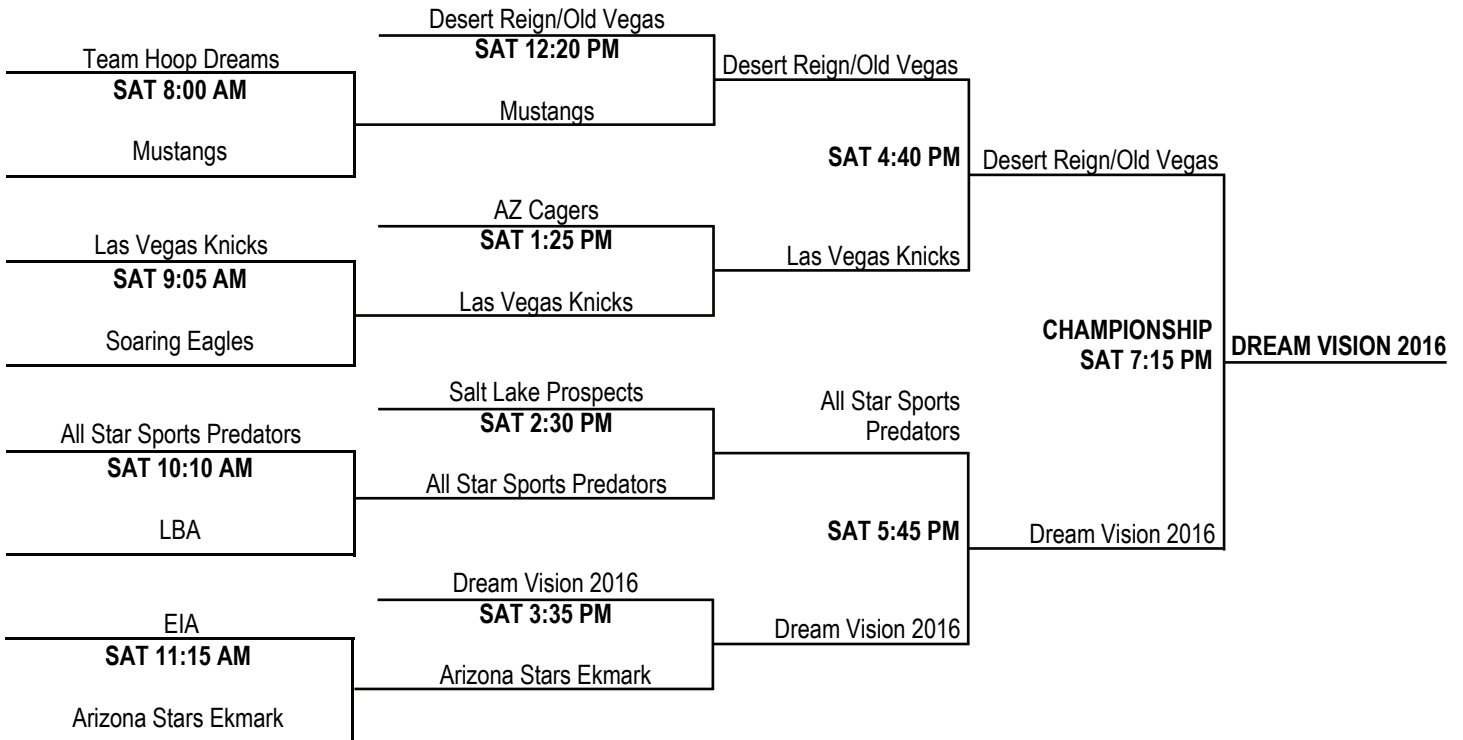 Team Hoop Dreams
SAT 8:00 AM
Mustangs
Las Vegas Knicks
SAT 9:05 AM
Soaring Eagles
All Star Sports Predators
SAT 10:10 AM
LBA
EIA
SAT 11:15 AM
Arizona Stars Ekmark
Desert Reign/Old Vegas
SAT 12:20 PM
Mustangs
AZ Cagers
SAT 1:25 PM
Las Vegas Knicks
Salt Lake Prospects
SAT 2:30 PM
All Star Sports Predators
Dream Vision 2016
SAT 3:35 PM
Arizona Stars Ekmark
Desert Reign/Old Vegas
SAT 4:40 PM
Las Vegas Knicks
All Star Sports
Predators
SAT 5:45 PM
Dream Vision 2016
Desert Reign/Old Vegas
CHAMPIONSHIP
SAT 7:15 PM
Dream Vision 2016
DREAM VISION 2016